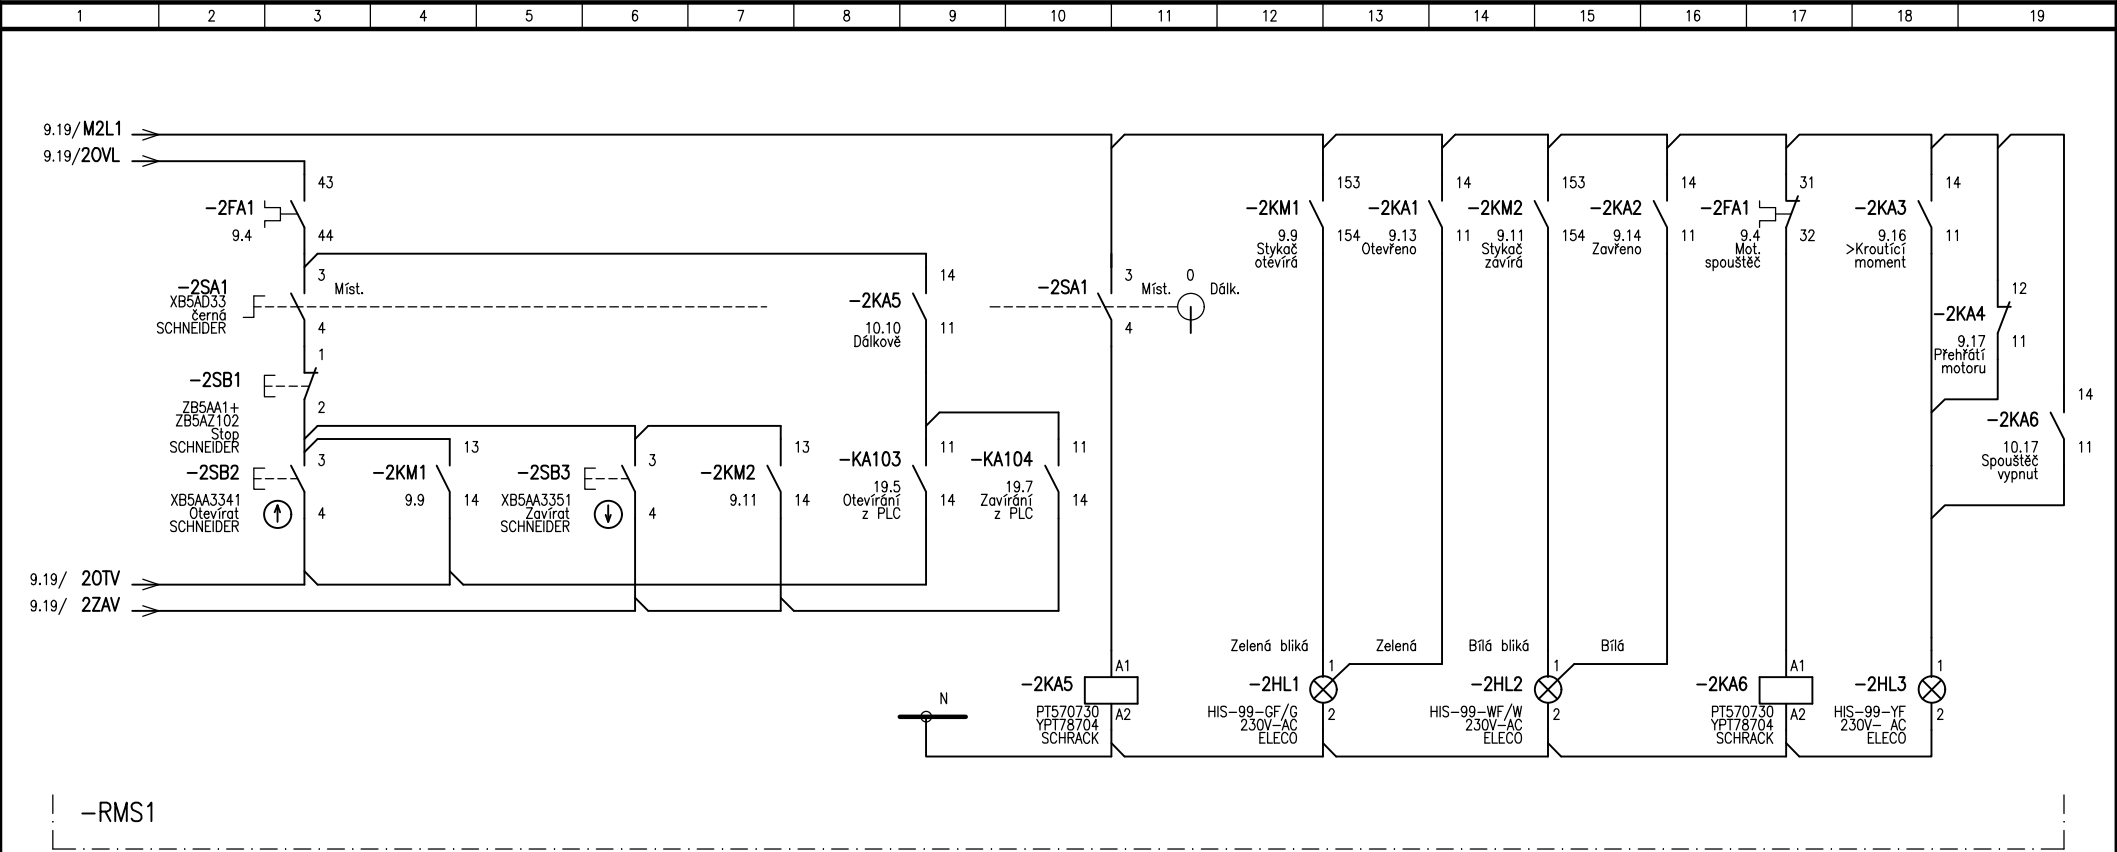 1 2 3 4 5 6 7 8 9 10 11 12 13 14 15 16 17 18 19
9.19/M2L1
9.19/2OVL
43
-2FA1
9.4
44
3
-2SA1
Míst.
XB5AD33
černá
SCHNEIDER
4
1
-2SB1
2
ZB5AA1+
ZB5AZ102
Stop
SCHNEIDER
3
-2SB2
XB5AA3341
Otevírat
SCHNEIDER
4
13
-2KM1
9.9
14
3
-2SB3
XB5AA3351
Zavírat
SCHNEIDER
4
13
-2KM2
9.11
14
14
-2KA5
10.10
11
Dálkově
11
-KA103
19.5
14
Otevírání
z PLC
11
-KA104
19.7
14
Zavírání
z PLC
9.19/ 2OTV
9.19/ 2ZAV
3
0
-2SA1
Míst.
Dálk.
4
153
-2KM1
9.9
154
Stykač
otevírá
14
-2KA1
9.13
11
Otevřeno
153
-2KM2
9.11
154
Stykač
zavírá
14
-2KA2
9.14
11
Zavřeno
31
-2FA1
9.4
32
Mot.
spouštěč
14
-2KA3
9.16
11
>Kroutící
moment
12
-2KA4
9.17
11
Přehřátí
motoru
14
-2KA6
10.17
11
Spouštěč
vypnut
N
A1
-2KA5
A2
PT570730
YPT78704
SCHRACK
Zelená bliká
Zelená
1
-2HL1
2
HIS-99-GF/G
230V-AC
ELECO
Bílá bliká
Bílá
1
-2HL2
2
HIS-99-WF/W
230V-AC
ELECO
A1
-2KA6
A2
PT570730
YPT78704
SCHRACK
1
-2HL3
2
HIS-99-YF
230V- AC
ELECO
-RMS1